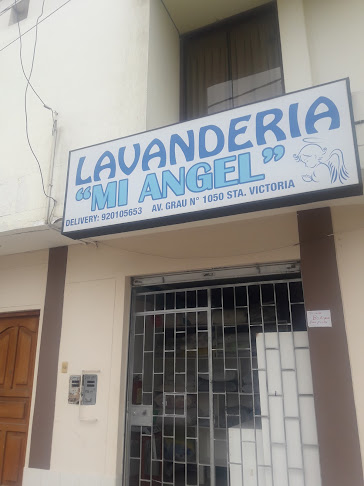 LAVANDERIA
"MI ANGEL"
DELIVERY: 920105653 AV. GRAU N° 1050 STA. VICTORIA